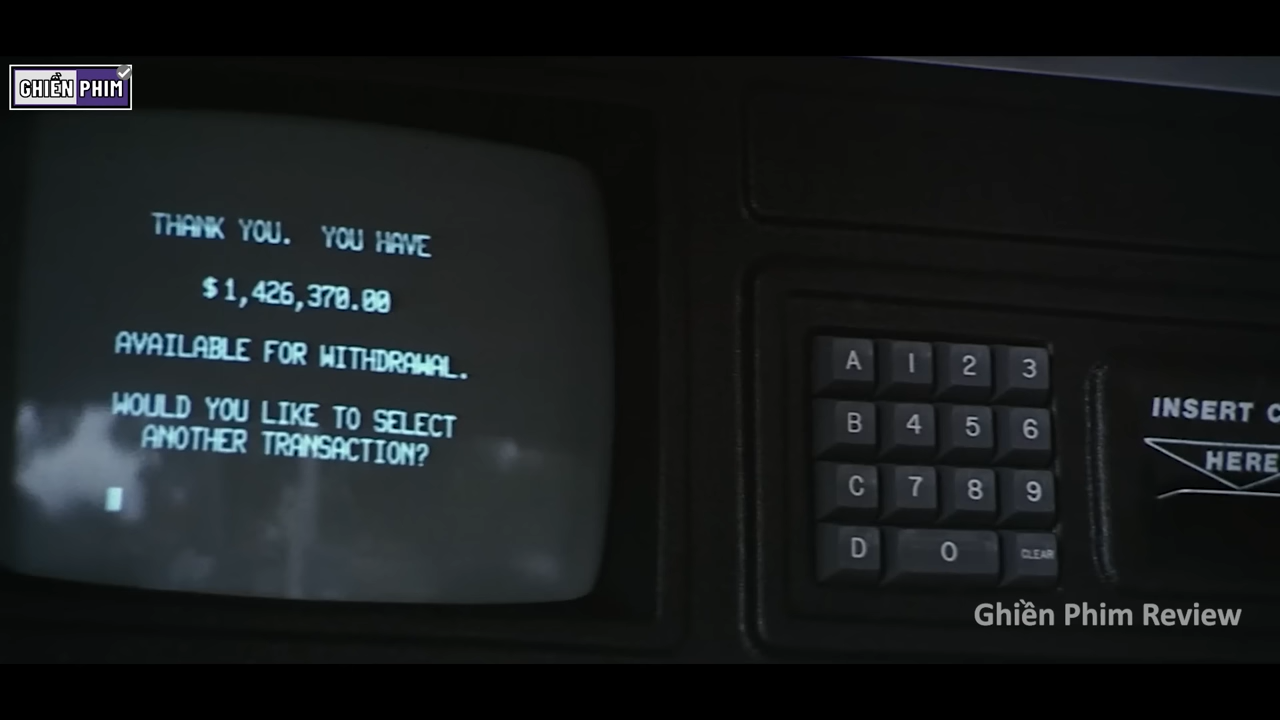 GHIỀN PHIM
THANK YOU. YOU HAVE
$1,426,370.00
AVAILABLE FOR WITHDRAWAL.
WOULD YOU LIKE TO SELECT
ANOTHER TRANSACTION?
A 1 2 3
B 4 5 6
C 7 8 9
D 0 CLEAR
INSERT C
HERE
Ghiền Phim Review